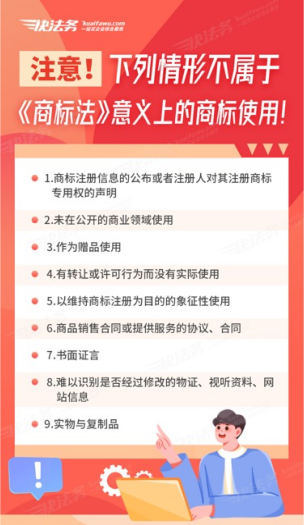 快法务
kuaifawu.com
一站式企业服务
注意！
下列情形不属于
《商标法》意义上的商标使用!
1.商标注册信息的公布或者注册人对其注册商标
专用权的声明
2.未在公开的商业领域使用
3.作为赠品使用
4.有转让或许可行为而没有实际使用
5.以维持商标注册为目的的象征性使用
6.商品销售合同或提供服务的协议、合同
7.书面证言
8.难以识别是否经过修改的物证、视听资料、网
站信息
9.实物与复制品